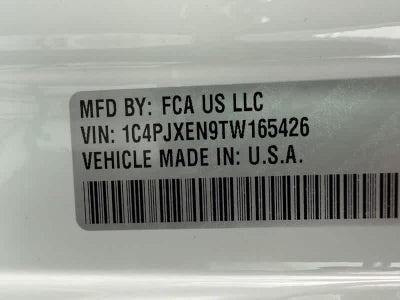 MFD BY: FCA US LLC
VIN: 1C4PJXEN9TW165426
VEHICLE MADE IN: U.S.A.